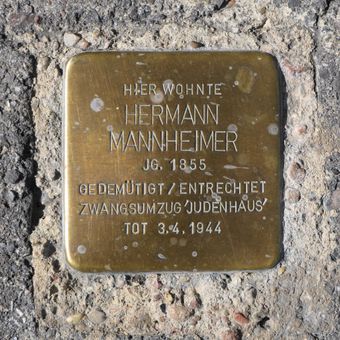 HIER WOHNTE
HERMANN
MANNHEIMER
JG. 1855
GEDEMÜTIGT / ENTRECHTET
ZWANGSUMZUG 'JUDENHAUS'
TOT 3.4.1944